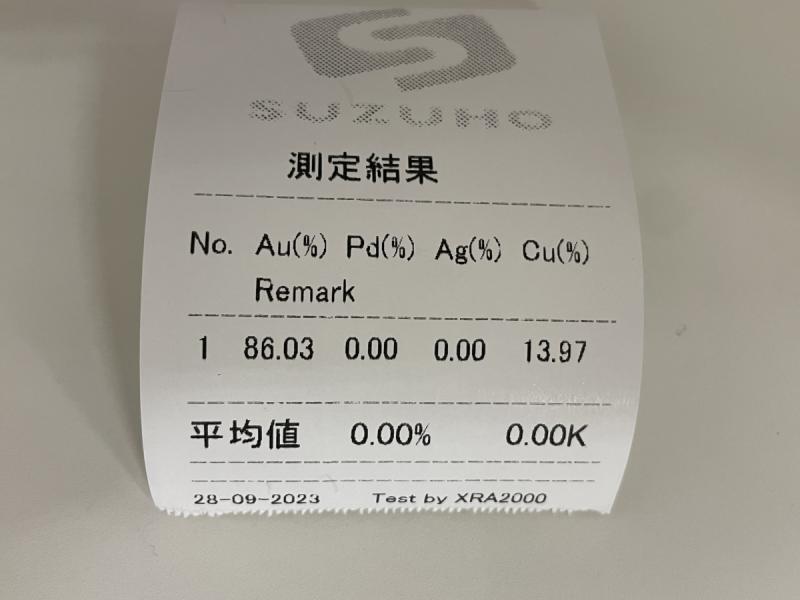 SUZUHO
測定結果
No. Au(%) Pd(%) Ag(%) Cu(%)
Remark
1 86.03 0.00 0.00 13.97
平均値 0.00% 0.00K
28-09-2023 Test by XRA2000